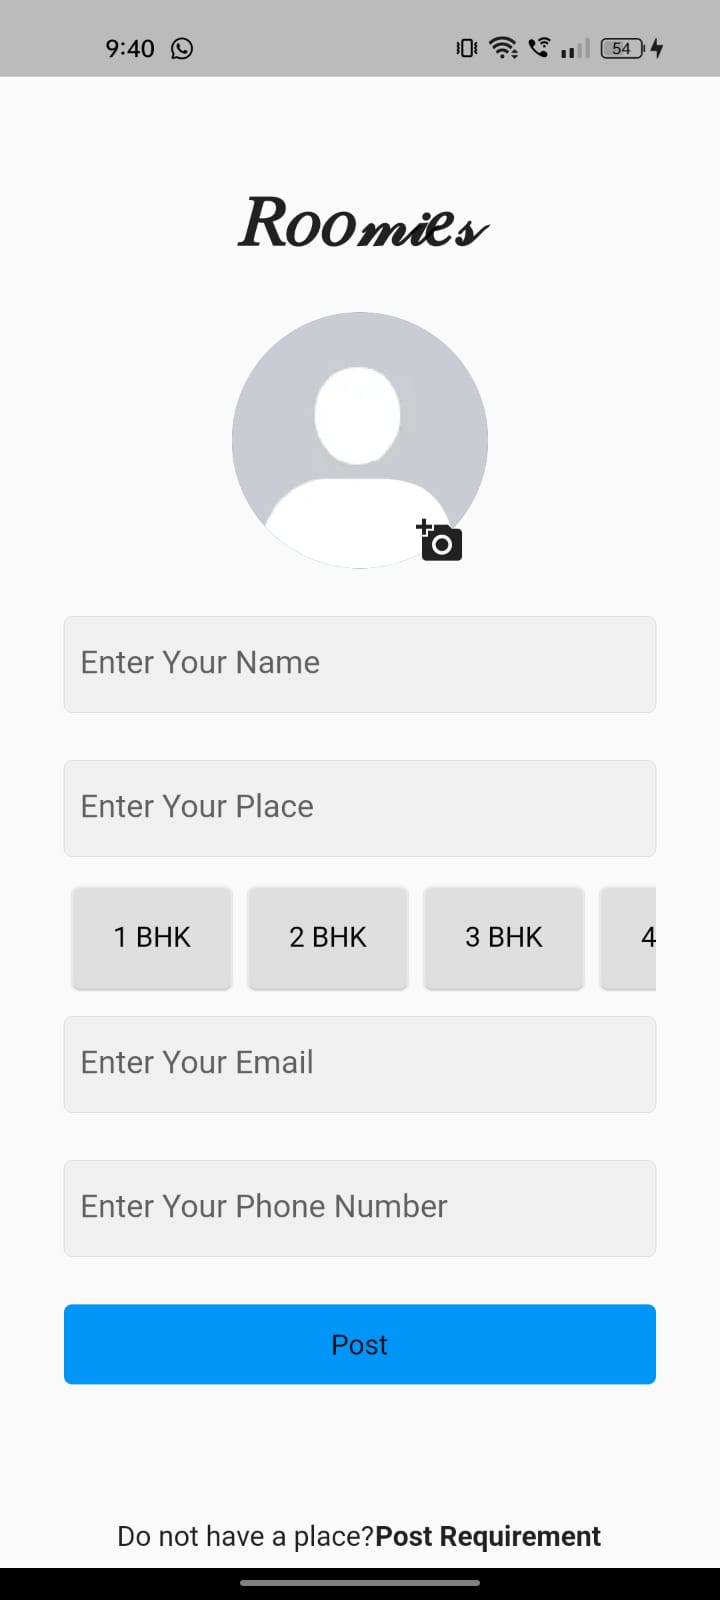 9:40 54
Roomies
Enter Your Name
Enter Your Place
1 BHK 2 BHK 3 BHK 4
Enter Your Email
Enter Your Phone Number
Post
Do not have a place?Post Requirement